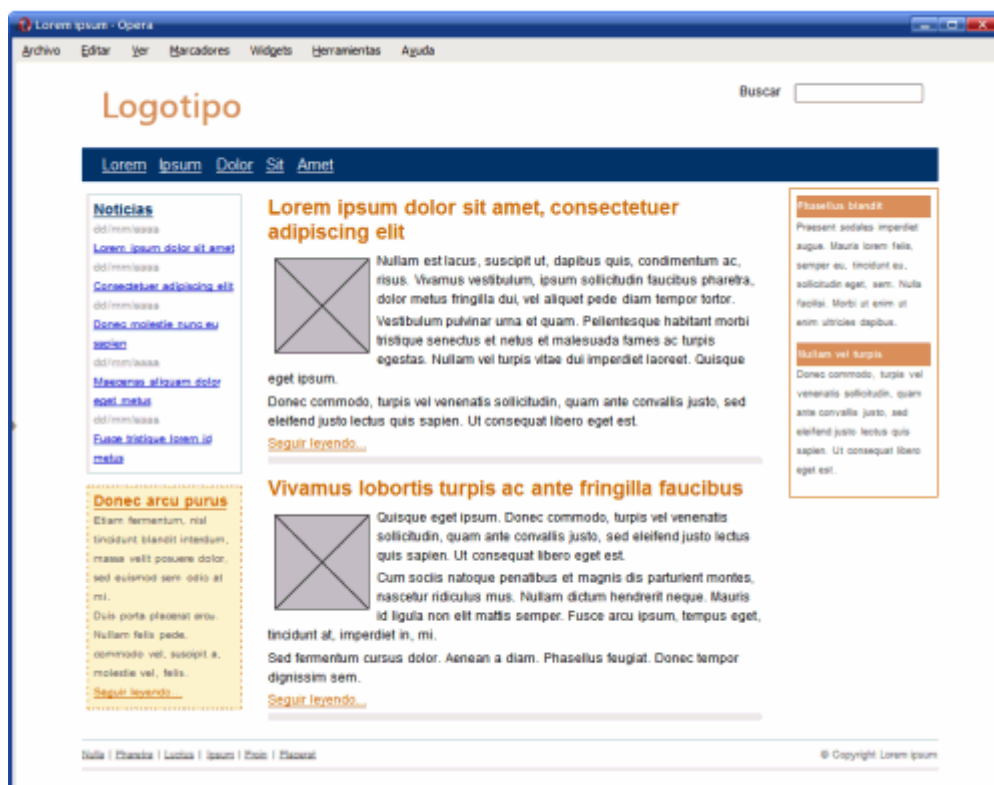 Lorem ipsum - Opera
Archivo Editar Ver Marcadores Widgets Herramientas Ayuda
Logotipo
Buscar
Lorem Ipsum Dolor Sit Amet
Noticias
dd/mm/aaaa
Lorem ipsum dolor sit amet
dd/mm/aaaa
Consectetuer adipiscing elit
dd/mm/aaaa
Donec molestie nunc eu
sapien
dd/mm/aaaa
Maecenas aliquam dolor
eget metus
dd/mm/aaaa
Fusce tristique lorem id
metus
Donec arcu purus
Etiam fermentum, nisl
tincidunt blandit interdum,
massa velit posuere dolor,
sed euismod sem odio at
mi.
Duis porta placerat arcu.
Nullam felis pede,
commodo vel, suscipit a,
molestie vel, felis.
Seguir leyendo...
Lorem ipsum dolor sit amet, consectetuer
adipiscing elit
Nullam est lacus, suscipit ut, dapibus quis, condimentum ac,
risus. Vivamus vestibulum, ipsum sollicitudin faucibus pharetra,
dolor metus fringilla dui, vel aliquet pede diam tempor tortor.
Vestibulum pulvinar urna et quam. Pellentesque habitant morbi
tristique senectus et netus et malesuada fames ac turpis
egestas. Nullam vel turpis vitae dui imperdiet laoreet. Quisque
eget ipsum.
Donec commodo, turpis vel venenatis sollicitudin, quam ante convallis justo, sed
eleifend justo lectus quis sapien. Ut consequat libero eget est.
Seguir leyendo...
Vivamus lobortis turpis ac ante fringilla faucibus
Quisque eget ipsum. Donec commodo, turpis vel venenatis
sollicitudin, quam ante convallis justo, sed eleifend justo lectus
quis sapien. Ut consequat libero eget est.
Cum sociis natoque penatibus et magnis dis parturient montes,
nascetur ridiculus mus. Nullam dictum hendrerit neque. Mauris
id ligula non elit mattis semper. Fusce arcu ipsum, tempus eget,
tincidunt at, imperdiet in, mi.
Sed fermentum cursus dolor. Aenean a diam. Phasellus feugiat. Donec tempor
dignissim sem.
Seguir leyendo...
Phasellus blandit
Praesent sodales imperdiet
augue. Mauris lorem felis,
semper eu, tincidunt eu,
sollicitudin eget, sem. Nulla
facilisi. Morbi ut enim ut
enim ultricies dapibus.
Nullam vel turpis
Donec commodo, turpis vel
venenatis sollicitudin, quam
ante convallis justo, sed
eleifend justo lectus quis
sapien. Ut consequat libero
eget est.
Nulla | Pharetra | Luctus | Ipsum | Proin | Placerat
© Copyright Lorem ipsum